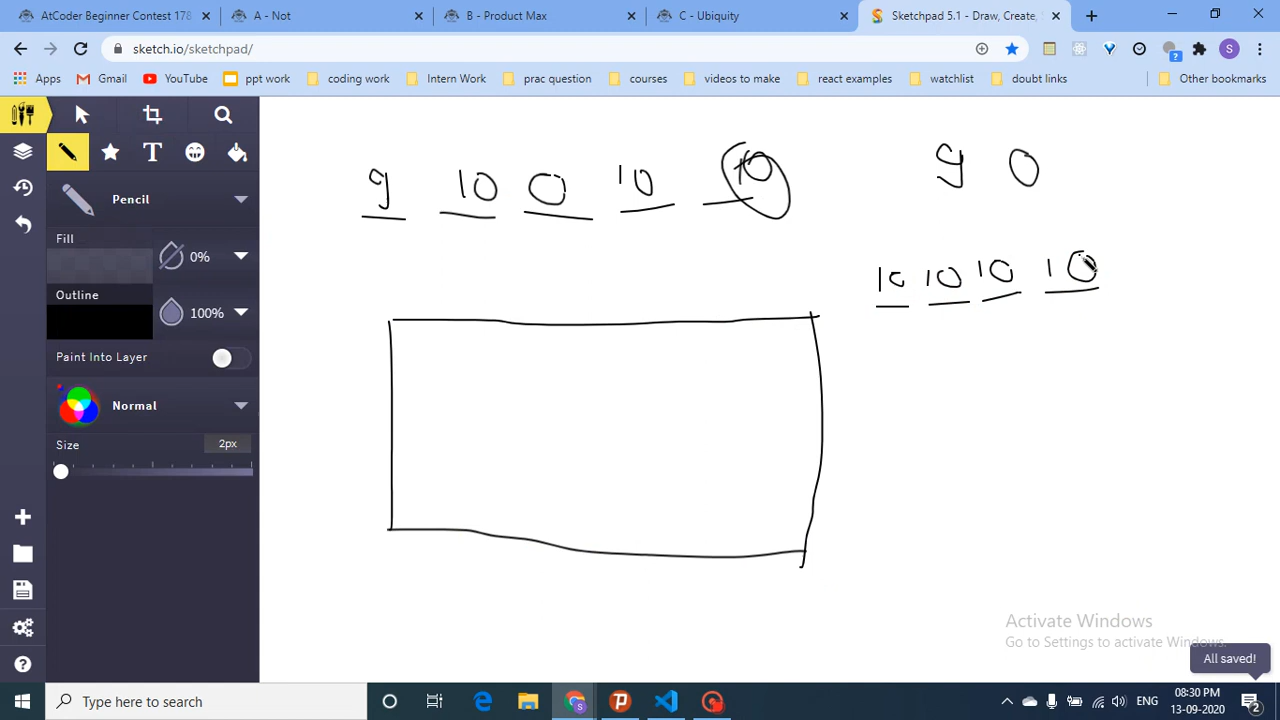 AtCoder Beginner Contest 178
A - Not
B - Product Max
C - Ubiquity
Sketchpad 5.1 - Draw, Create,
sketch.io/sketchpad/
S
Apps Gmail YouTube ppt work coding work Intern Work prac question courses videos to make react examples watchlist doubt links Other bookmarks
Pencil
Fill
0%
Outline
100%
Paint Into Layer
Normal
Size 2px
9 10 0 10 10 9 0
10 10 10 10
Activate Windows
Go to Settings to activate Windows.
All saved!
Type here to search
ENG
08:30 PM
13-09-2020
2